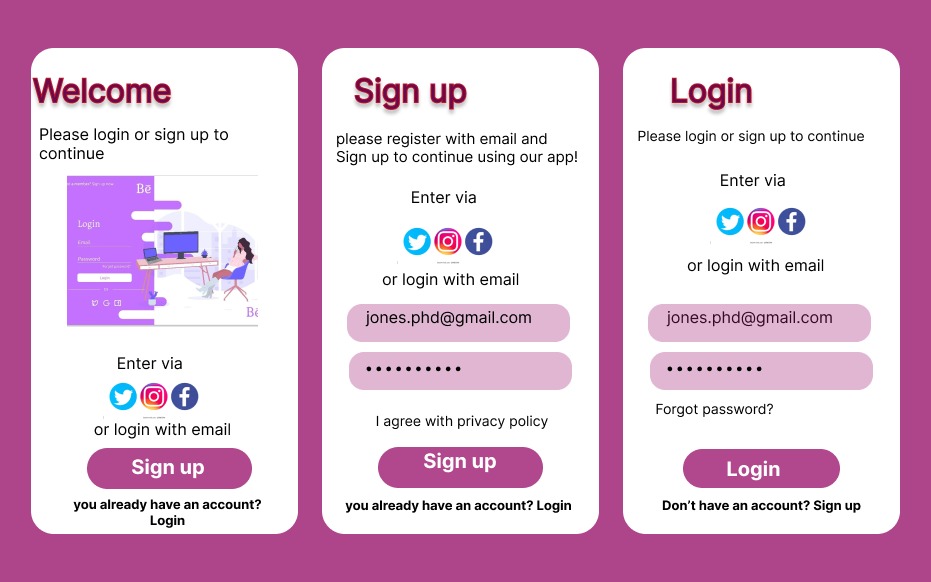 Welcome
Please login or sign up to
continue
Bē
Login
Email
Password
Login
Bē
Enter via
or login with email
Sign up
you already have an account?
Login
Sign up
please register with email and
Sign up to continue using our app!
Enter via
or login with email
jones.phd@gmail.com
••••••••••
I agree with privacy policy
Sign up
you already have an account? Login
Login
Please login or sign up to continue
Enter via
or login with email
jones.phd@gmail.com
••••••••••
Forgot password?
Login
Don’t have an account? Sign up